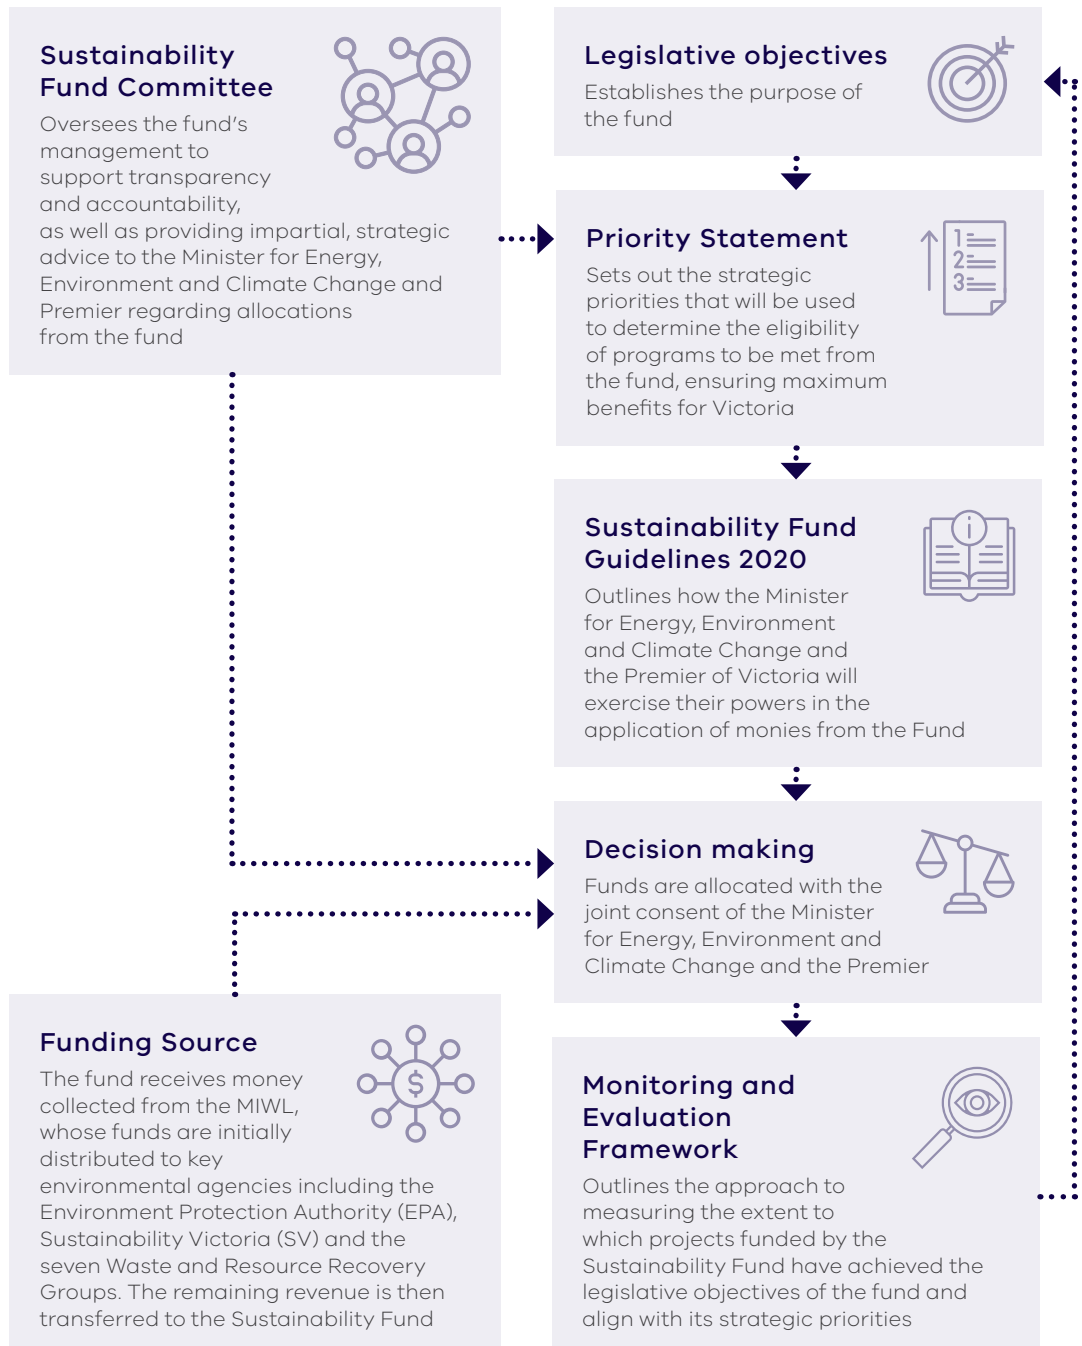 Sustainability
Fund Committee
Oversees the fund's
management to
support transparency
and accountability,
as well as providing impartial, strategic
advice to the Minister for Energy,
Environment and Climate Change and
Premier regarding allocations
from the fund
Legislative objectives
Establishes the purpose of
the fund
Priority Statement
Sets out the strategic
priorities that will be used
to determine the eligibility
of programs to be met from
the fund, ensuring maximum
benefits for Victoria
1
2
3
Sustainability Fund
Guidelines 2020
Outlines how the Minister
for Energy, Environment
and Climate Change and
the Premier of Victoria will
exercise their powers in the
application of monies from the Fund
i
Decision making
Funds are allocated with the
joint consent of the Minister
for Energy, Environment and
Climate Change and the Premier
Funding Source
The fund receives money
collected from the MIWL,
whose funds are initially
distributed to key
environmental agencies including the
Environment Protection Authority (EPA),
Sustainability Victoria (SV) and the
seven Waste and Resource Recovery
Groups. The remaining revenue is then
transferred to the Sustainability Fund
$
Monitoring and
Evaluation
Framework
Outlines the approach to
measuring the extent to
which projects funded by the
Sustainability Fund have achieved the
legislative objectives of the fund and
align with its strategic priorities